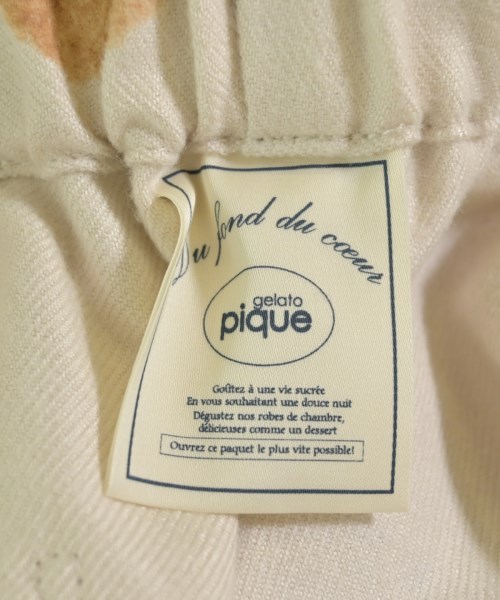 Du fond du cœur
gelato
pique
Goûtez à une vie sucrée
En vous souhaitant une douce nuit
Dégustez nos robes de chambre,
délicieuses comme un dessert
Ouvrez ce paquet le plus vite possible!